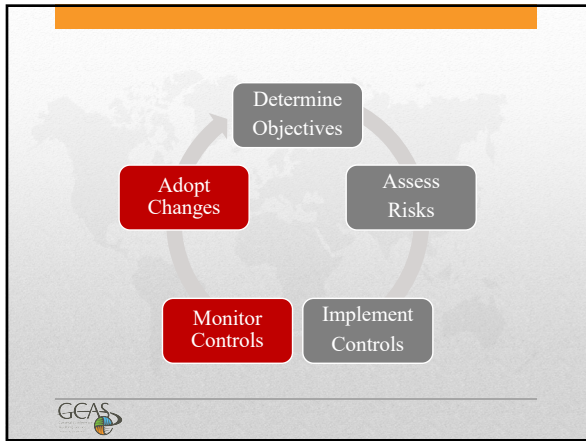 Determine
Objectives
Assess
Risks
Implement
Controls
Monitor
Controls
Adopt
Changes
GCAS